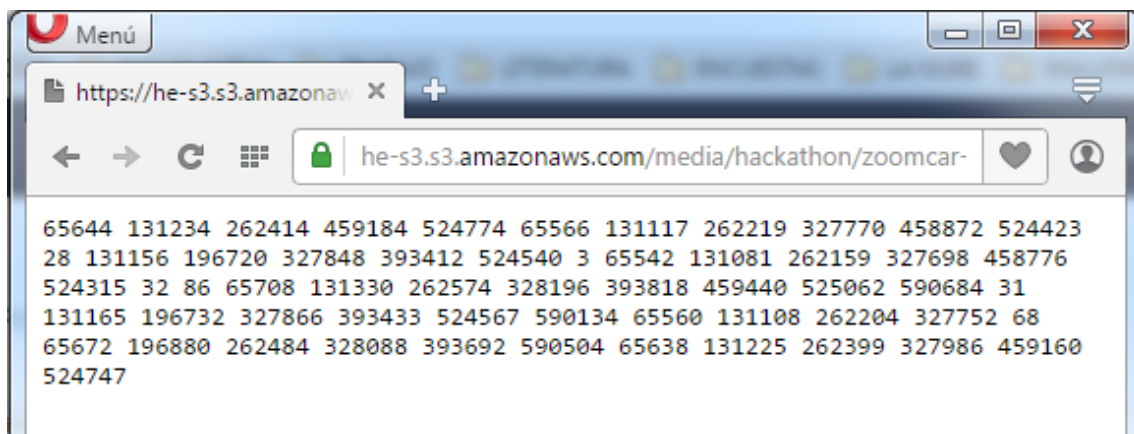 Menú
https://he-s3.s3.amazonaw
he-s3.s3.amazonaws.com/media/hackathon/zoomcar-
65644 131234 262414 459184 524774 65566 131117 262219 327770 458872 524423
28 131156 196720 327848 393412 524540 3 65542 131081 262159 327698 458776
524315 32 86 65708 131330 262574 328196 393818 459440 525062 590684 31
131165 196732 327866 393433 524567 590134 65560 131108 262204 327752 68
65672 196880 262484 328088 393692 590504 65638 131225 262399 327986 459160
524747